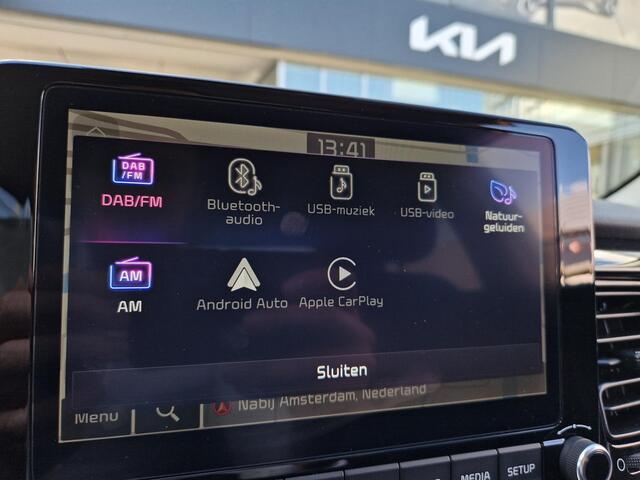 KIA
13:41
DAB
/FM
DAB/FM
Bluetooth-
audio
USB-muziek
USB-video
Natuur-
geluiden
AM
AM
Android Auto
Apple CarPlay
Sluiten
Menu
Nabij Amsterdam, Nederland
MEDIA
SETUP